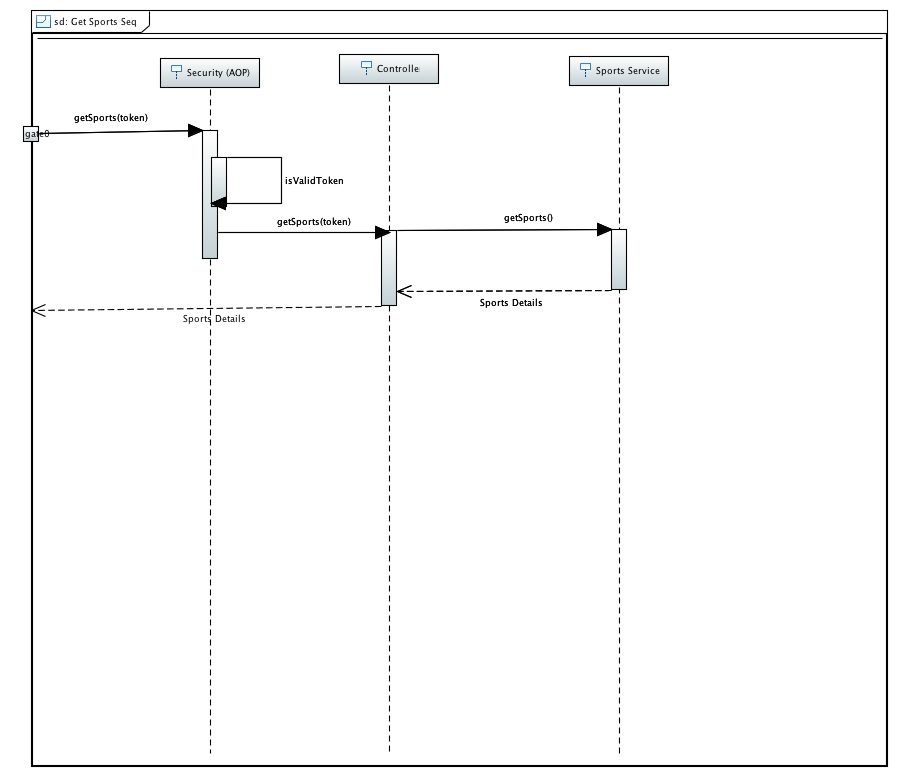 sd: Get Sports Seq
Security (AOP)
Controlle
Sports Service
getSports(token)
gate0
isValidToken
getSports(token)
getSports()
Sports Details
Sports Details